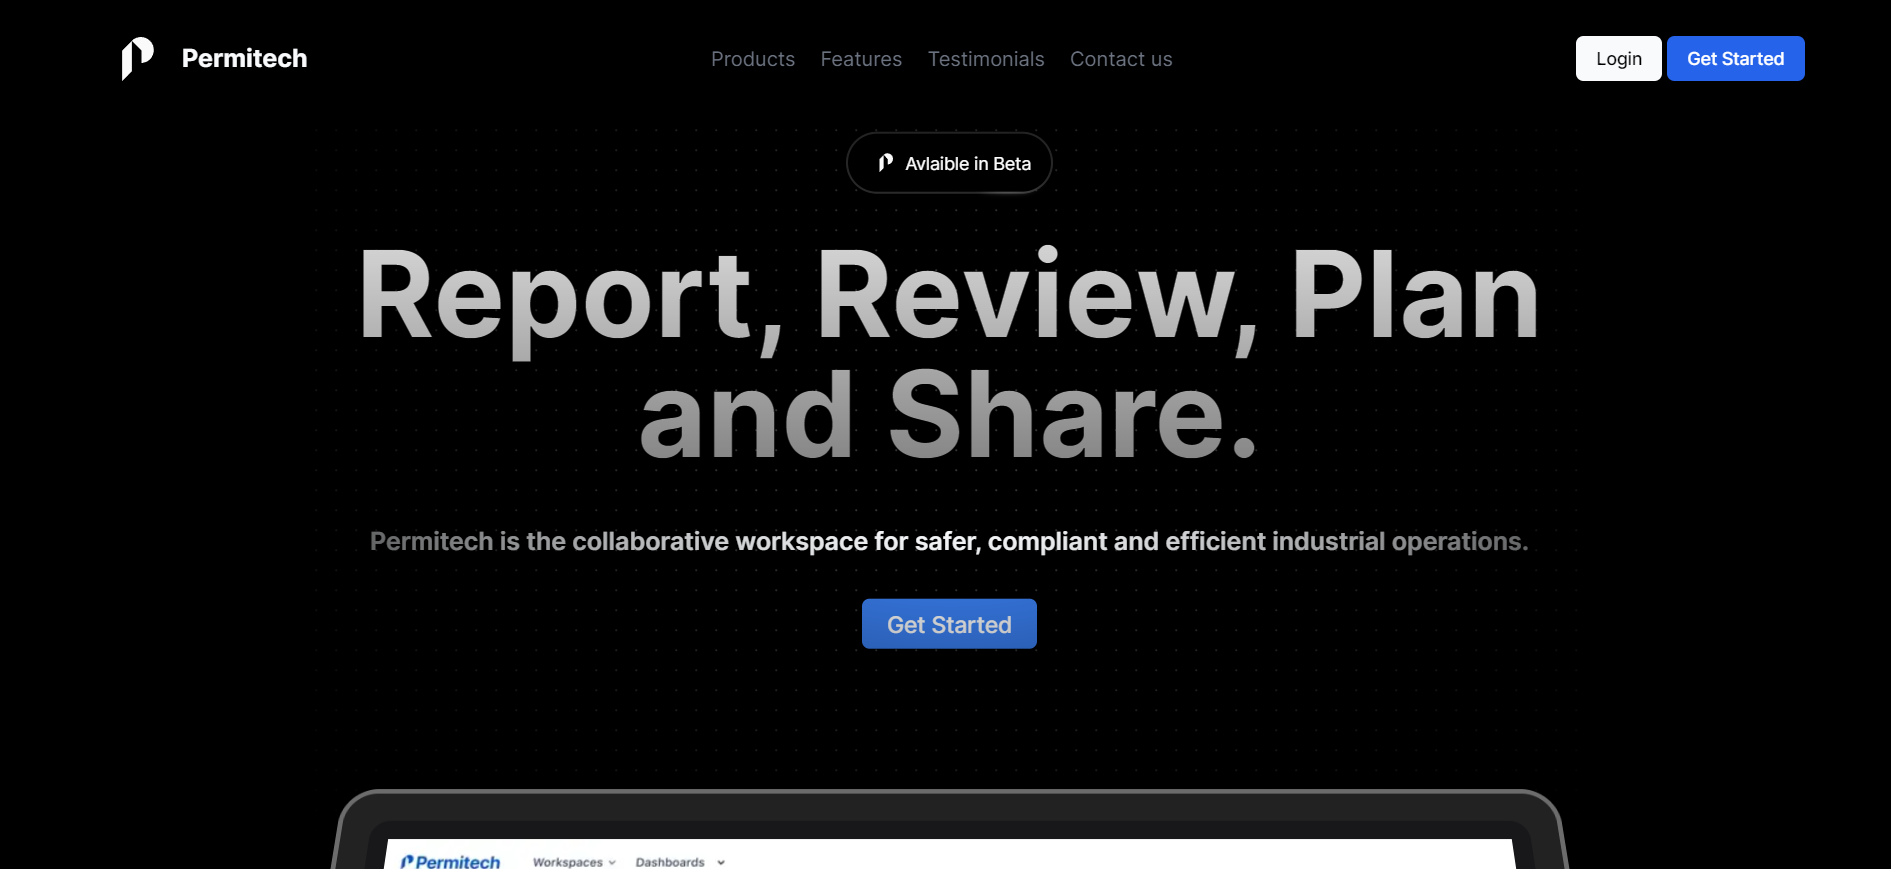 Permitech
Products Features Testimonials Contact us
Login Get Started
Avlaible in Beta
Report, Review, Plan
and Share.
Permitech is the collaborative workspace for safer, compliant and efficient industrial operations.
Get Started
Permitech Workspaces Dashboards